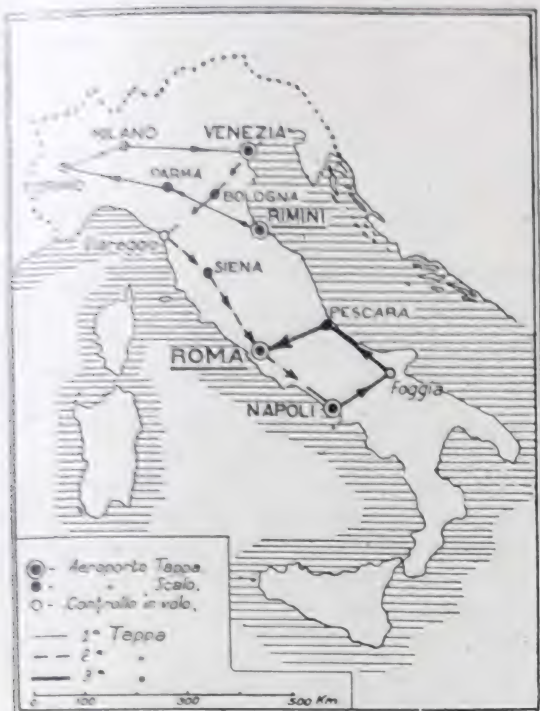 MILANO
VENEZIA
TORINO
PARMA
BOLOGNA
RIMINI
Viareggio
SIENA
PESCARA
ROMA
Foggia
NAPOLI
- Aeroporto Tappa.
- " Scalo.
- Controllo in volo.
1ª Tappa
2ª " "
3ª " "
0 100 300 500 Km.